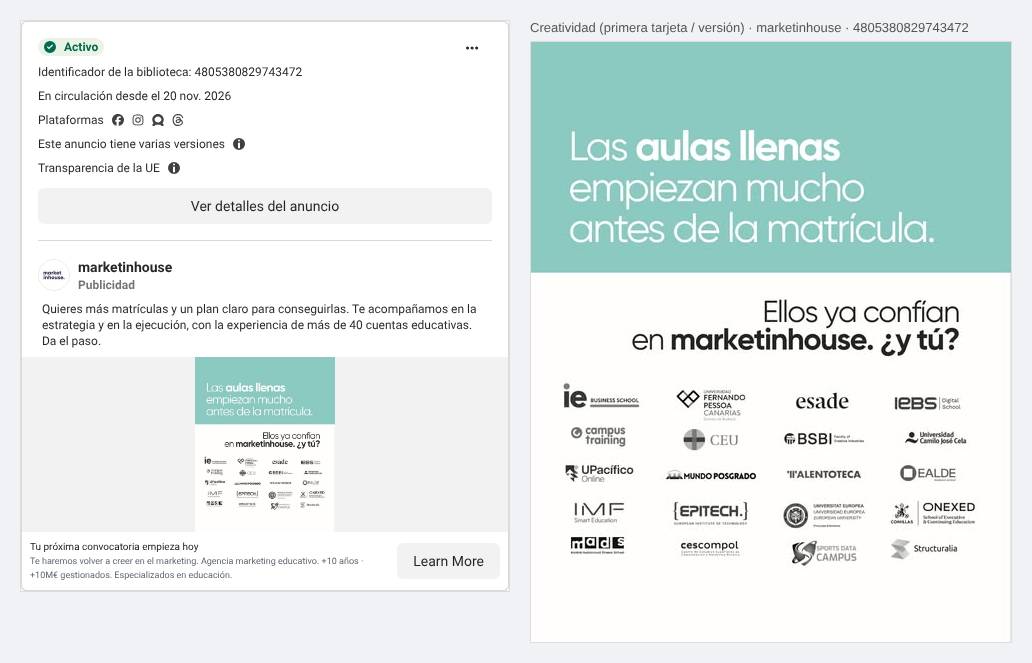 Activo
Identificador de la biblioteca: 4805380829743472
En circulación desde el 20 nov. 2026
Plataformas
Este anuncio tiene varias versiones
Transparencia de la UE
Ver detalles del anuncio
market
inhouse.
marketinhouse
Publicidad
Quieres más matrículas y un plan claro para conseguirlas. Te acompañamos en la
estrategia y en la ejecución, con la experiencia de más de 40 cuentas educativas.
Da el paso.
Las aulas llenas
empiezan mucho
antes de la matrícula.
Ellos ya confían
en marketinhouse. ¿y tú?
Tu próxima convocatoria empieza hoy
Te haremos volver a creer en el marketing. Agencia marketing educativo. +10 años ·
+10M€ gestionados. Especializados en educación.
Learn More
Creatividad (primera tarjeta / versión) · marketinhouse · 4805380829743472
Las aulas llenas
empiezan mucho
antes de la matrícula.
Ellos ya confían
en marketinhouse. ¿y tú?
ie BUSINESS SCHOOL
UNIVERSIDAD
FERNANDO
PESSOA
CANARIAS
esade
IEBS Digital School
campus
training
CEU
BSBI
Universidad
Camilo José Cela
UPacífico
Online
MUNDO POSGRADO
ALENTOTECA
EALDE
IMF
Smart Education
[EPITECH.]
EUROPEAN INSTITUTE OF TECHNOLOGY
UNIVERSITAT EUROPEA
UNIVERSIDAD EUROPEA
EUROPEAN UNIVERSITY
COMILLAS
ONEXED
School of Executive
& Continuing Education
mads
cescompol
SPORTS DATA
CAMPUS
Structuralia